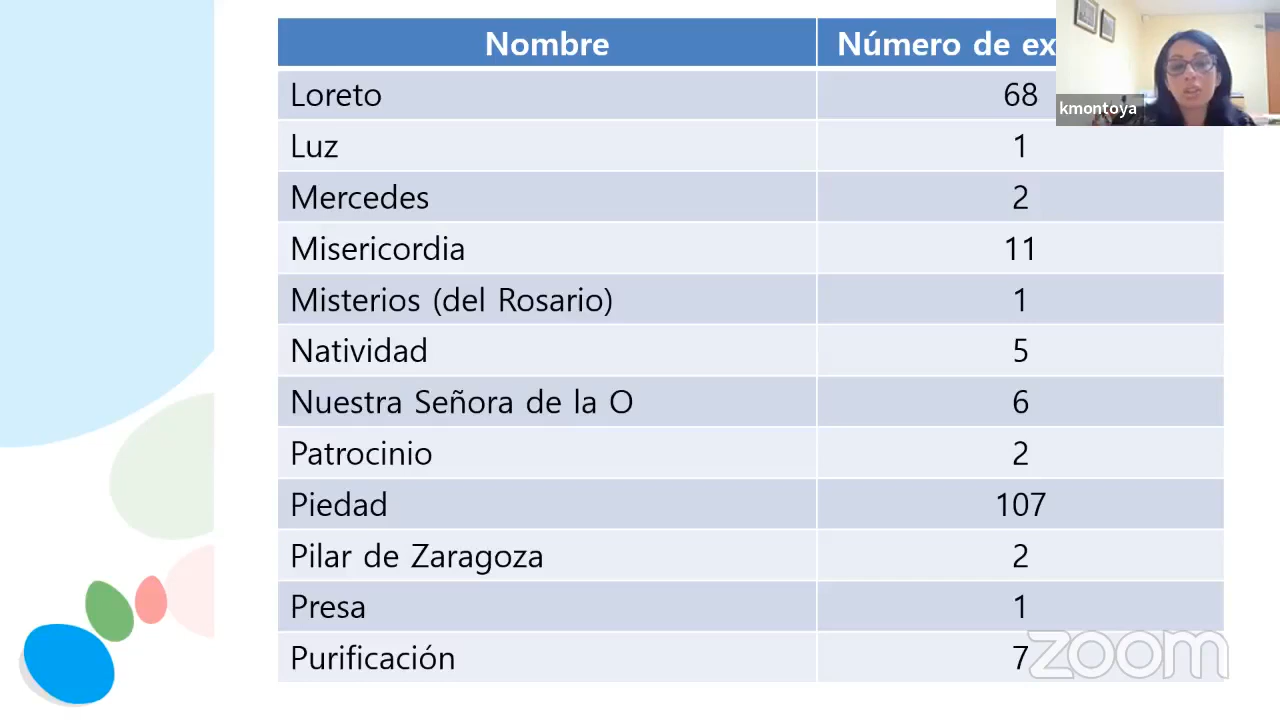 Nombre Número de ex
Loreto 68
Luz 1
Mercedes 2
Misericordia 11
Misterios (del Rosario) 1
Natividad 5
Nuestra Señora de la O 6
Patrocinio 2
Piedad 107
Pilar de Zaragoza 2
Presa 1
Purificación 7
kmontoya
zoom